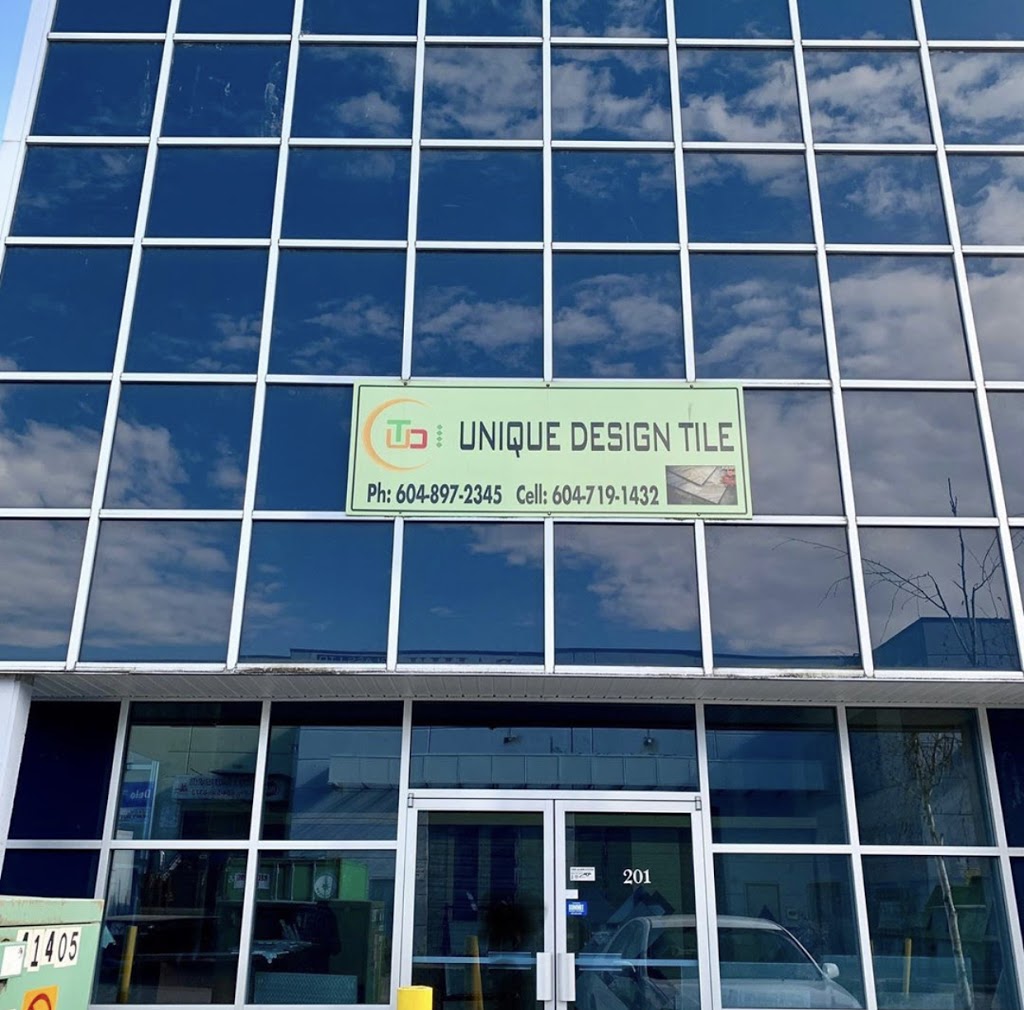 UTD UNIQUE DESIGN TILE
Ph: 604-897-2345 Cell: 604-719-1432
201
11405